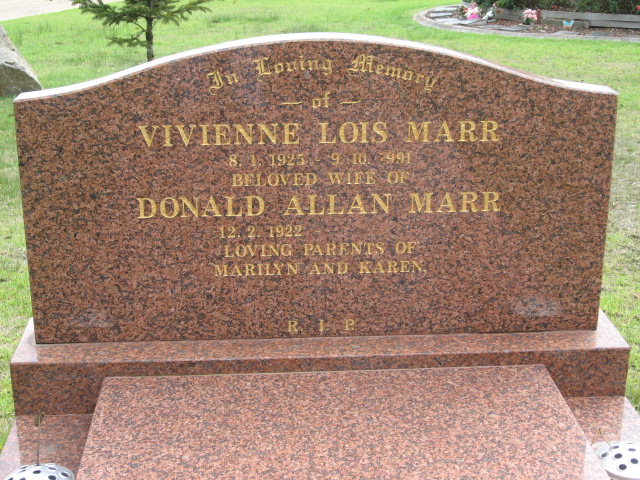 In Loving Memory
— of —
VIVIENNE LOIS MARR
8. 1. 1925 - 9. 10. 1991
BELOVED WIFE OF
DONALD ALLAN MARR
12. 2. 1922
LOVING PARENTS OF
MARILYN AND KAREN
R I P